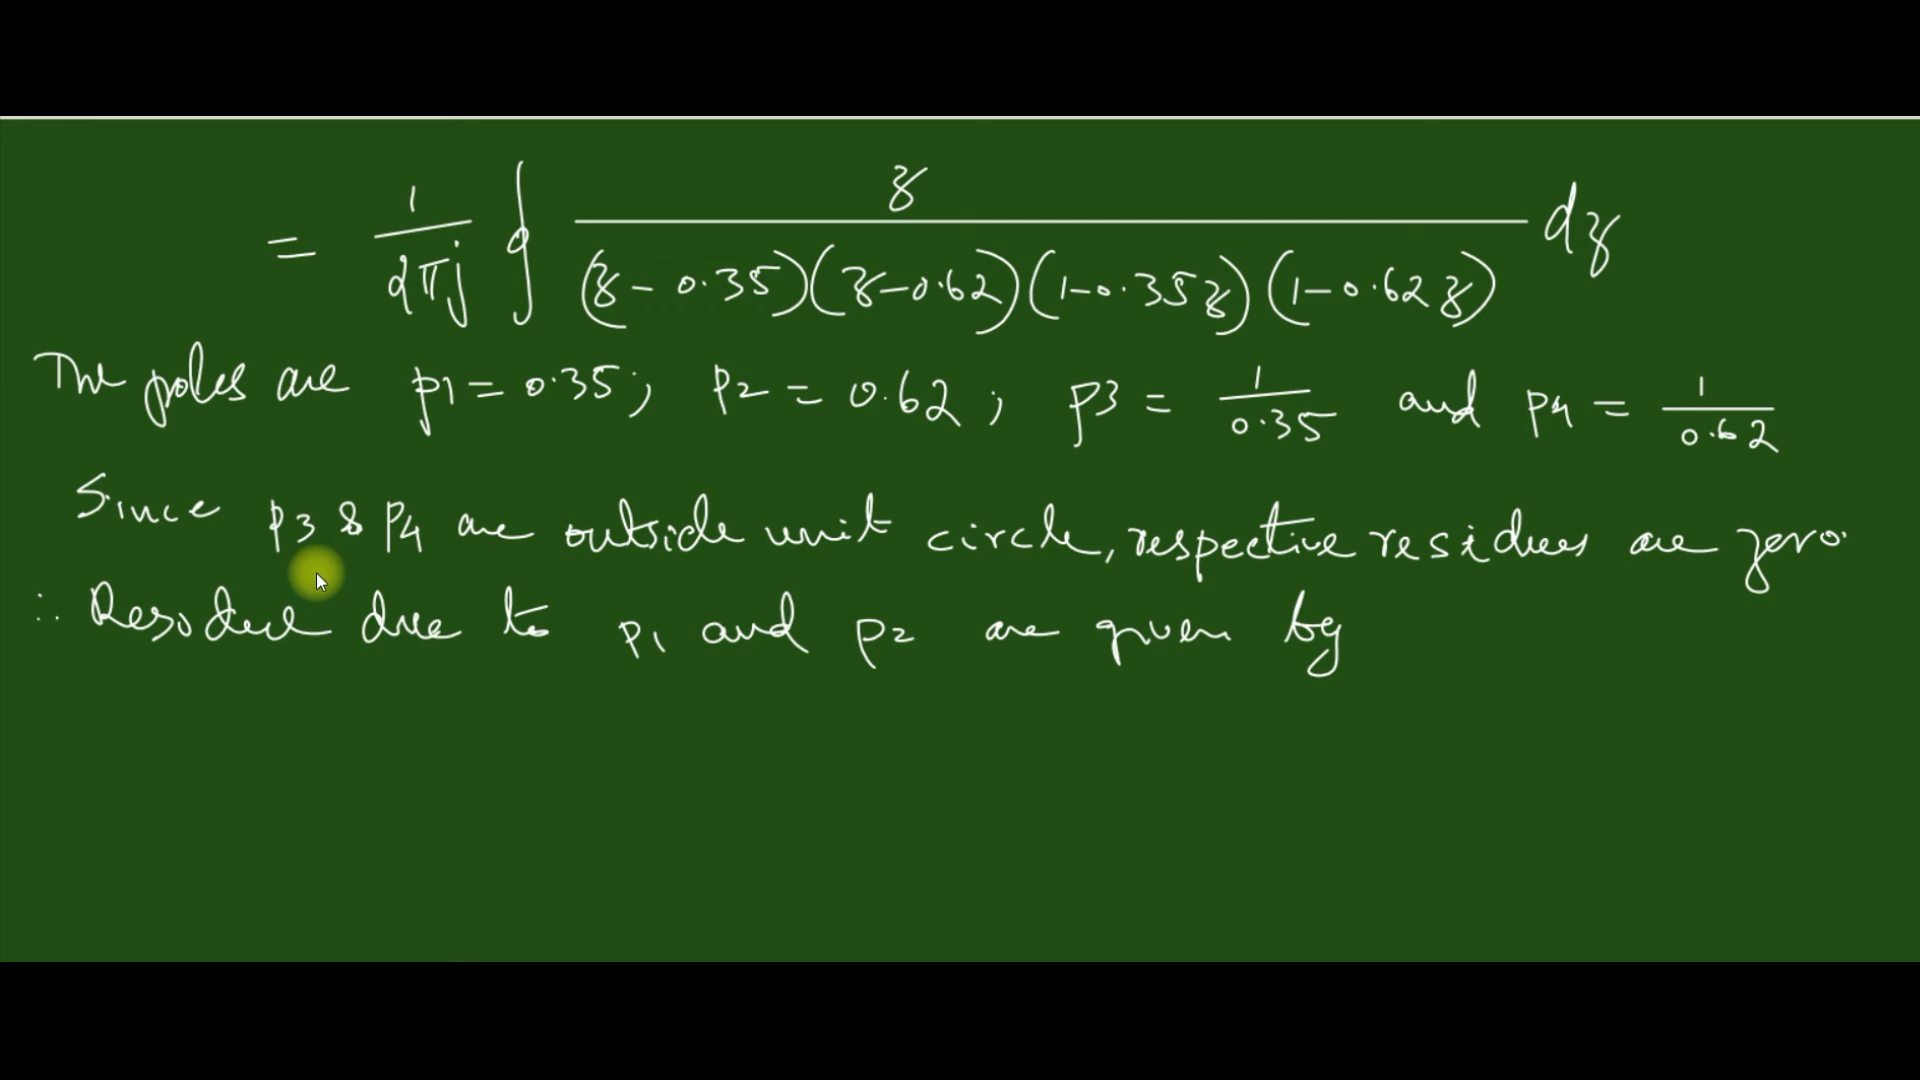 = 1/2πj ∮ z/((z-0.35)(z-0.62)(1-0.35z)(1-0.62z)) dz
The poles are p1 = 0.35; p2 = 0.62; p3 = 1/0.35 and p4 = 1/0.62
Since p3 & p4 are outside unit circle, respective residues are zero.
∴ Residue due to p1 and p2 are given by